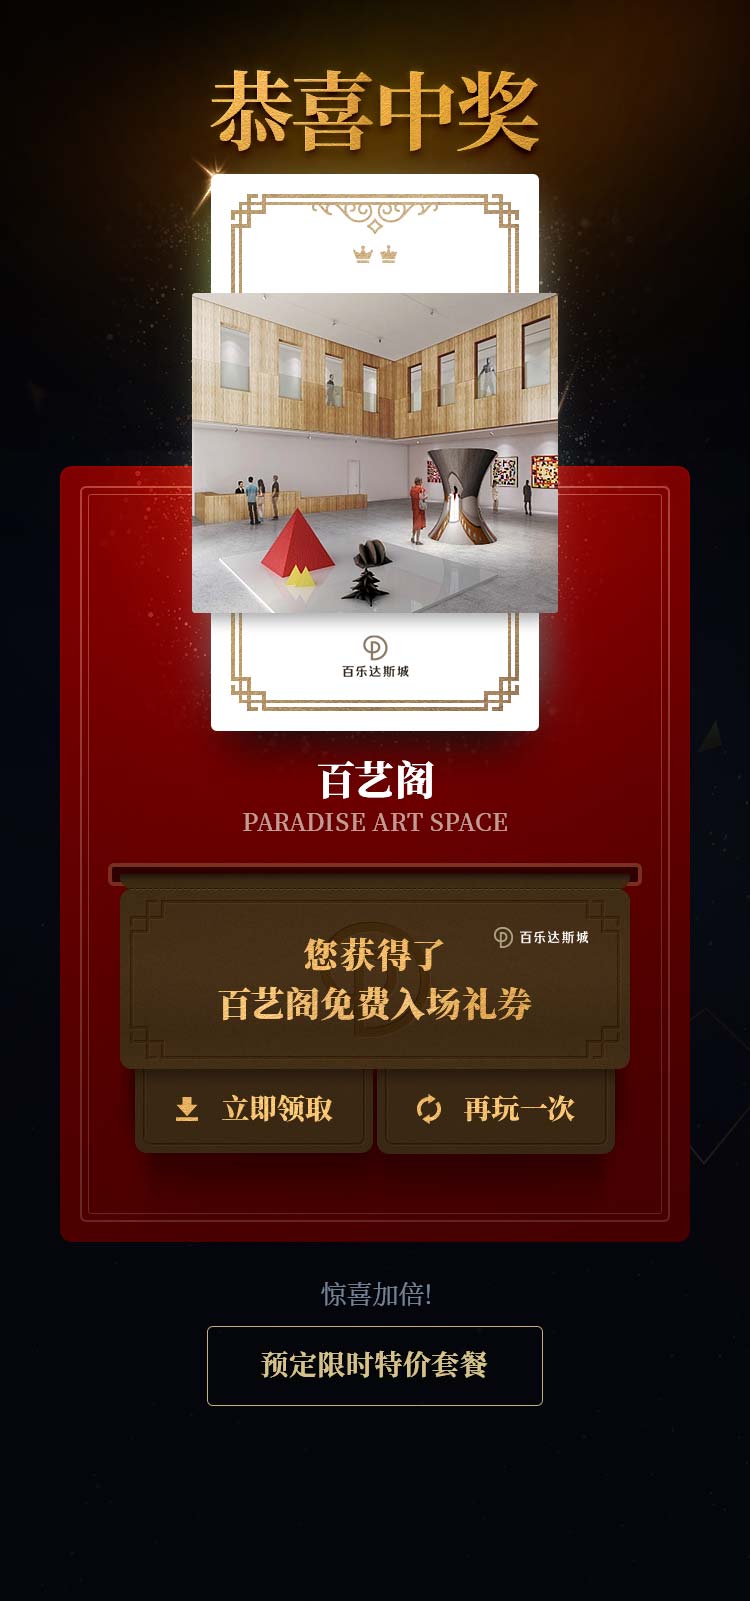 恭喜中奖
百乐达斯城
百艺阁
PARADISE ART SPACE
百乐达斯城
您获得了
百艺阁免费入场礼券
立即领取
再玩一次
惊喜加倍!
预定限时特价套餐